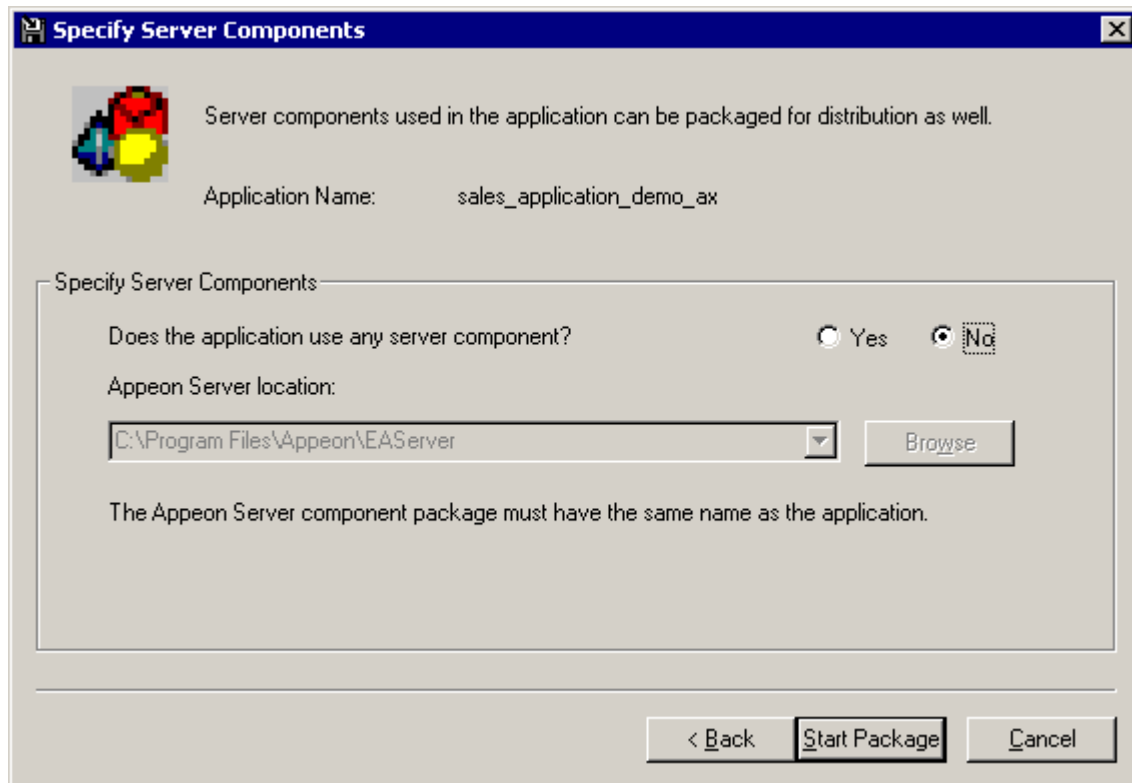 Specify Server Components
Server components used in the application can be packaged for distribution as well.
Application Name: sales_application_demo_ax
Specify Server Components
Does the application use any server component? Yes No
Appeon Server location:
C:\Program Files\Appeon\EAServer Browse
The Appeon Server component package must have the same name as the application.
< Back Start Package Cancel